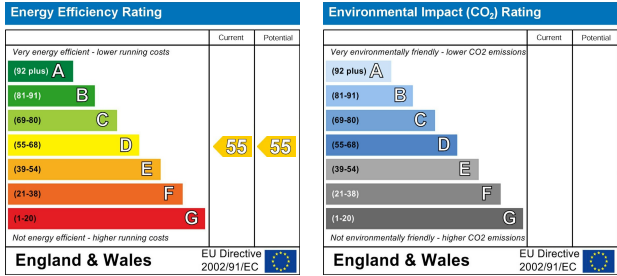 Energy Efficiency Rating
Current Potential
Very energy efficient - lower running costs
(92 plus) A
(81-91) B
(69-80) C
(55-68) D 55 55
(39-54) E
(21-38) F
(1-20) G
Not energy efficient - higher running costs
England & Wales
EU Directive
2002/91/EC
Environmental Impact (CO2) Rating
Current Potential
Very environmentally friendly - lower CO2 emissions
(92 plus) A
(81-91) B
(69-80) C
(55-68) D
(39-54) E
(21-38) F
(1-20) G
Not environmentally friendly - higher CO2 emissions
England & Wales
EU Directive
2002/91/EC